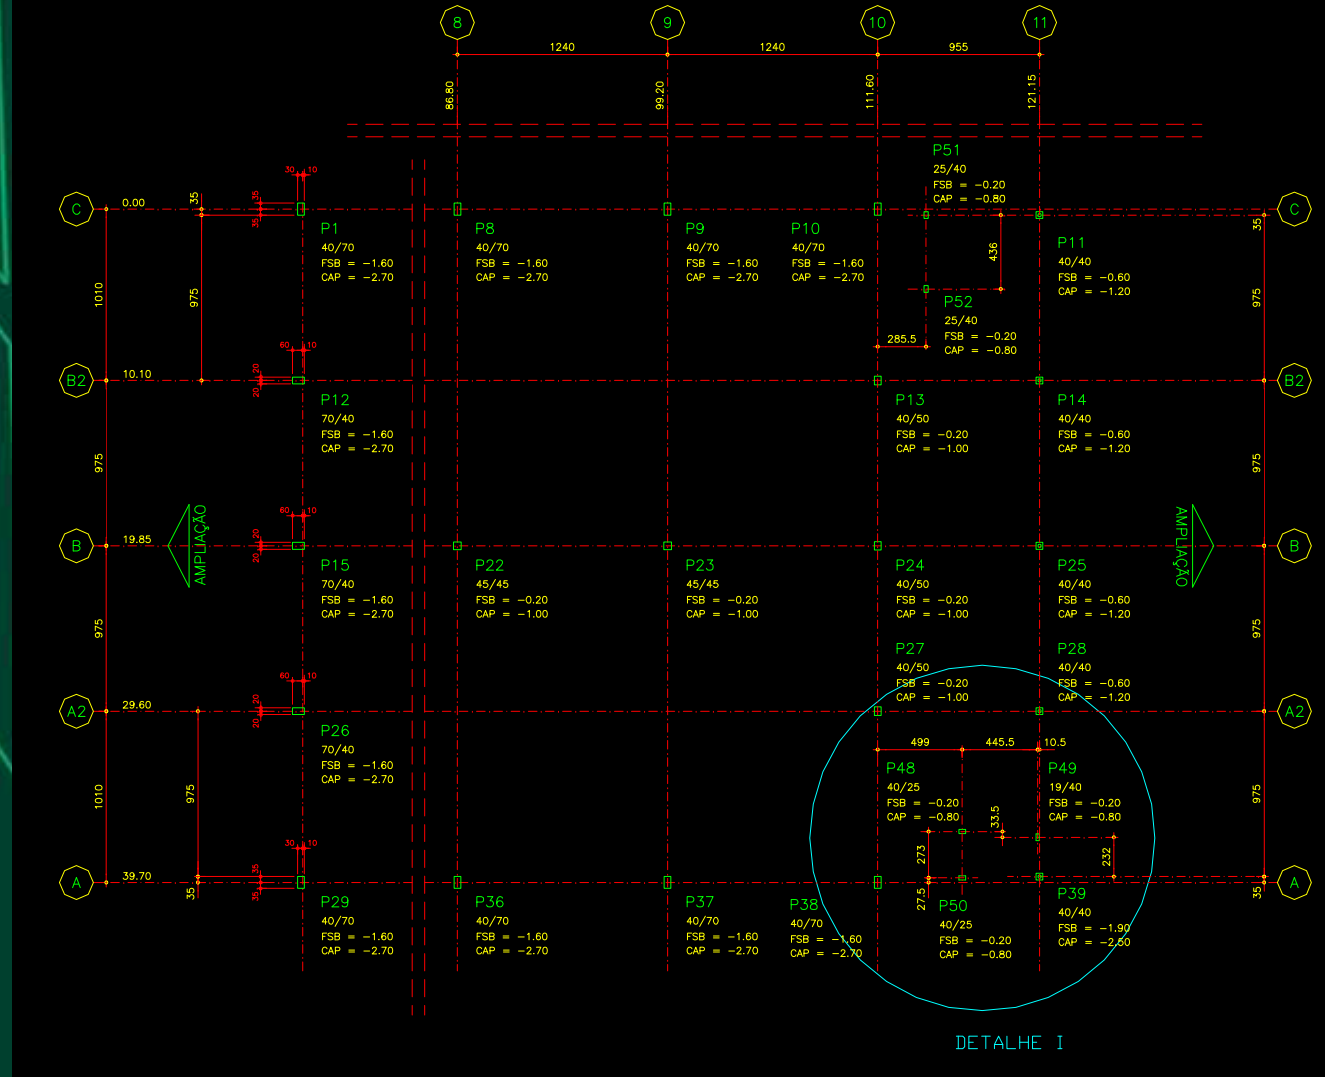 8
9
10
11
1240
1240
955
86.80
99.20
111.60
121.15
P51
25/40
FSB = -0.20
CAP = -0.80
30
10
35
35
35
C
0.00
C
35
P1
40/70
FSB = -1.60
CAP = -2.70
P8
40/70
FSB = -1.60
CAP = -2.70
P9
40/70
FSB = -1.60
CAP = -2.70
P10
40/70
FSB = -1.60
CAP = -2.70
436
P11
40/40
FSB = -0.60
CAP = -1.20
1010
975
975
P52
25/40
FSB = -0.20
CAP = -0.80
285.5
60
10
20
20
B2
10.10
B2
P12
70/40
FSB = -1.60
CAP = -2.70
P13
40/50
FSB = -0.20
CAP = -1.00
P14
40/40
FSB = -0.60
CAP = -1.20
975
975
60
10
20
20
AMPLIAÇÃO
AMPLIAÇÃO
B
19.85
B
P15
70/40
FSB = -1.60
CAP = -2.70
P22
45/45
FSB = -0.20
CAP = -1.00
P23
45/45
FSB = -0.20
CAP = -1.00
P24
40/50
FSB = -0.20
CAP = -1.00
P25
40/40
FSB = -0.60
CAP = -1.20
975
975
P27
40/50
FSB = -0.20
CAP = -1.00
P28
40/40
FSB = -0.60
CAP = -1.20
60
10
20
20
A2
29.60
A2
P26
70/40
FSB = -1.60
CAP = -2.70
499
445.5
10.5
P48
40/25
FSB = -0.20
CAP = -0.80
P49
19/40
FSB = -0.20
CAP = -0.80
1010
975
975
33.5
273
232
27.5
30
10
35
35
35
A
39.70
A
35
P29
40/70
FSB = -1.60
CAP = -2.70
P36
40/70
FSB = -1.60
CAP = -2.70
P37
40/70
FSB = -1.60
CAP = -2.70
P38
40/70
FSB = -1.60
CAP = -2.70
P50
40/25
FSB = -0.20
CAP = -0.80
P39
40/40
FSB = -1.90
CAP = -2.50
DETALHE I